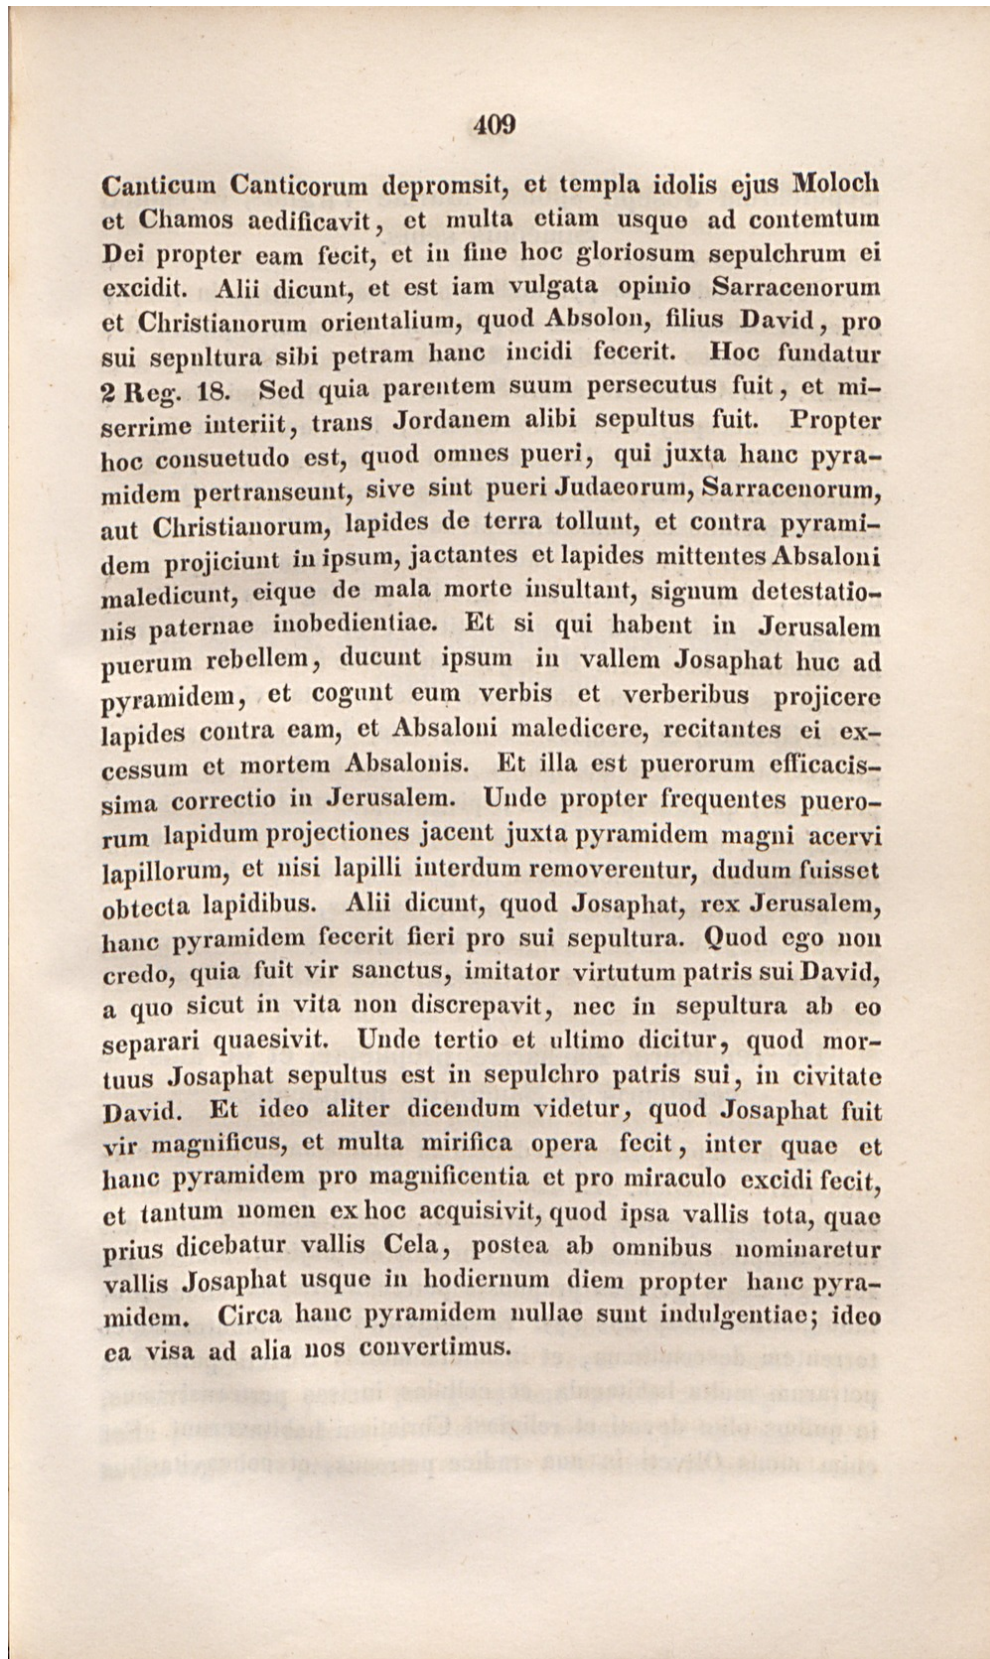 409
Canticum Canticorum depromsit, et templa idolis ejus Moloch
et Chamos aedificavit, et multa etiam usque ad contemtum
Dei propter eam fecit, et in fine hoc gloriosum sepulchrum ei
excidit. Alii dicunt, et est iam vulgata opinio Sarracenorum
et Christianorum orientalium, quod Absolon, filius David, pro
sui sepnltura sibi petram hanc incidi fecerit. Hoc fundatur
2 Reg. 18. Sed quia parentem suum persecutus fuit, et mi-
serrime interiit, trans Jordanem alibi sepultus fuit. Propter
hoc consuetudo est, quod omnes pueri, qui juxta hanc pyra-
midem pertranseunt, sive sint pueri Judaeorum, Sarracenorum,
aut Christianorum, lapides de terra tollunt, et contra pyrami-
dem projiciunt in ipsum, jactantes et lapides mittentes Absaloni
maledicunt, eique de mala morte insultant, signum detestatio-
nis paternae inobedientiae. Et si qui habent in Jerusalem
puerum rebellem, ducunt ipsum in vallem Josaphat huc ad
pyramidem, et cogunt eum verbis et verberibus projicere
lapides contra eam, et Absaloni maledicere, recitantes ei ex-
cessum et mortem Absalonis. Et illa est puerorum efficacis-
sima correctio in Jerusalem. Unde propter frequentes puero-
rum lapidum projectiones jacent juxta pyramidem magni acervi
lapillorum, et nisi lapilli interdum removerentur, dudum fuisset
obtecta lapidibus. Alii dicunt, quod Josaphat, rex Jerusalem,
hanc pyramidem fecerit fieri pro sui sepultura. Quod ego non
credo, quia fuit vir sanctus, imitator virtutum patris sui David,
a quo sicut in vita non discrepavit, nec in sepultura ab eo
separari quaesivit. Unde tertio et ultimo dicitur, quod mor-
tuus Josaphat sepultus est in sepulchro patris sui, in civitate
David. Et ideo aliter dicendum videtur, quod Josaphat fuit
vir magnificus, et multa mirifica opera fecit, inter quae et
hanc pyramidem pro magnificentia et pro miraculo excidi fecit,
et tantum nomen ex hoc acquisivit, quod ipsa vallis tota, quae
prius dicebatur vallis Cela, postea ab omnibus nominaretur
vallis Josaphat usque in hodiernum diem propter hanc pyra-
midem. Circa hanc pyramidem nullae sunt indulgentiae; ideo
ea visa ad alia nos convertimus.